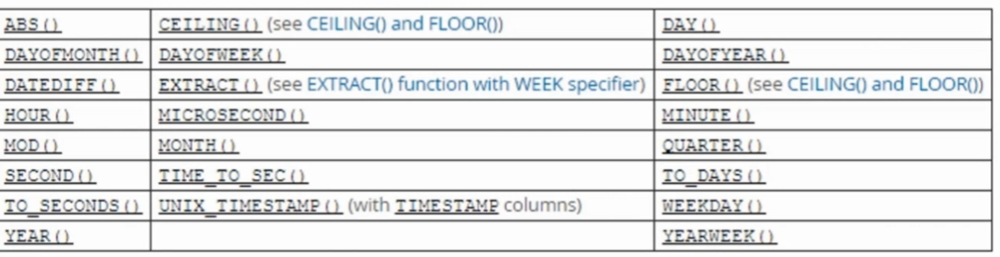 ABS() CEILING() (see CEILING() and FLOOR()) DAY()
DAYOFMONTH() DAYOFWEEK() DAYOFYEAR()
DATEDIFF() EXTRACT() (see EXTRACT() function with WEEK specifier) FLOOR() (see CEILING() and FLOOR())
HOUR() MICROSECOND() MINUTE()
MOD() MONTH() QUARTER()
SECOND() TIME_TO_SEC() TO_DAYS()
TO_SECONDS() UNIX_TIMESTAMP() (with TIMESTAMP columns) WEEKDAY()
YEAR() YEARWEEK()